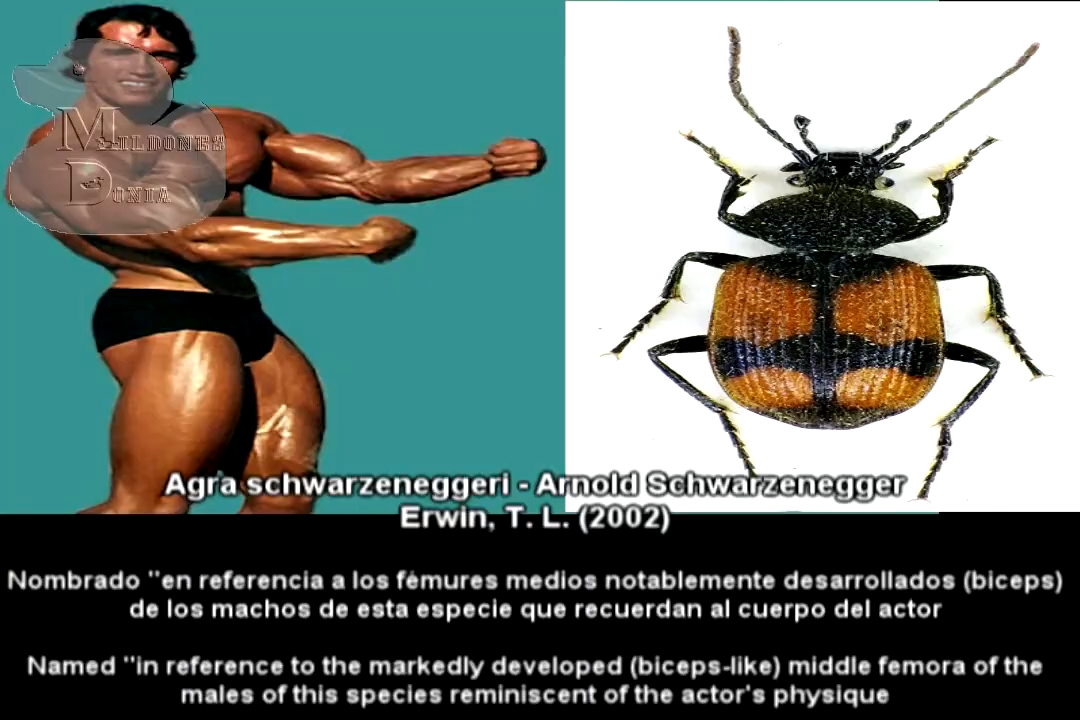 MILDONES
DONIA
Agra schwarzeneggeri - Arnold Schwarzenegger
Erwin, T. L. (2002)
Nombrado "en referencia a los fémures medios notablemente desarrollados (biceps)
de los machos de esta especie que recuerdan al cuerpo del actor
Named "in reference to the markedly developed (biceps-like) middle femora of the
males of this species reminiscent of the actor's physique